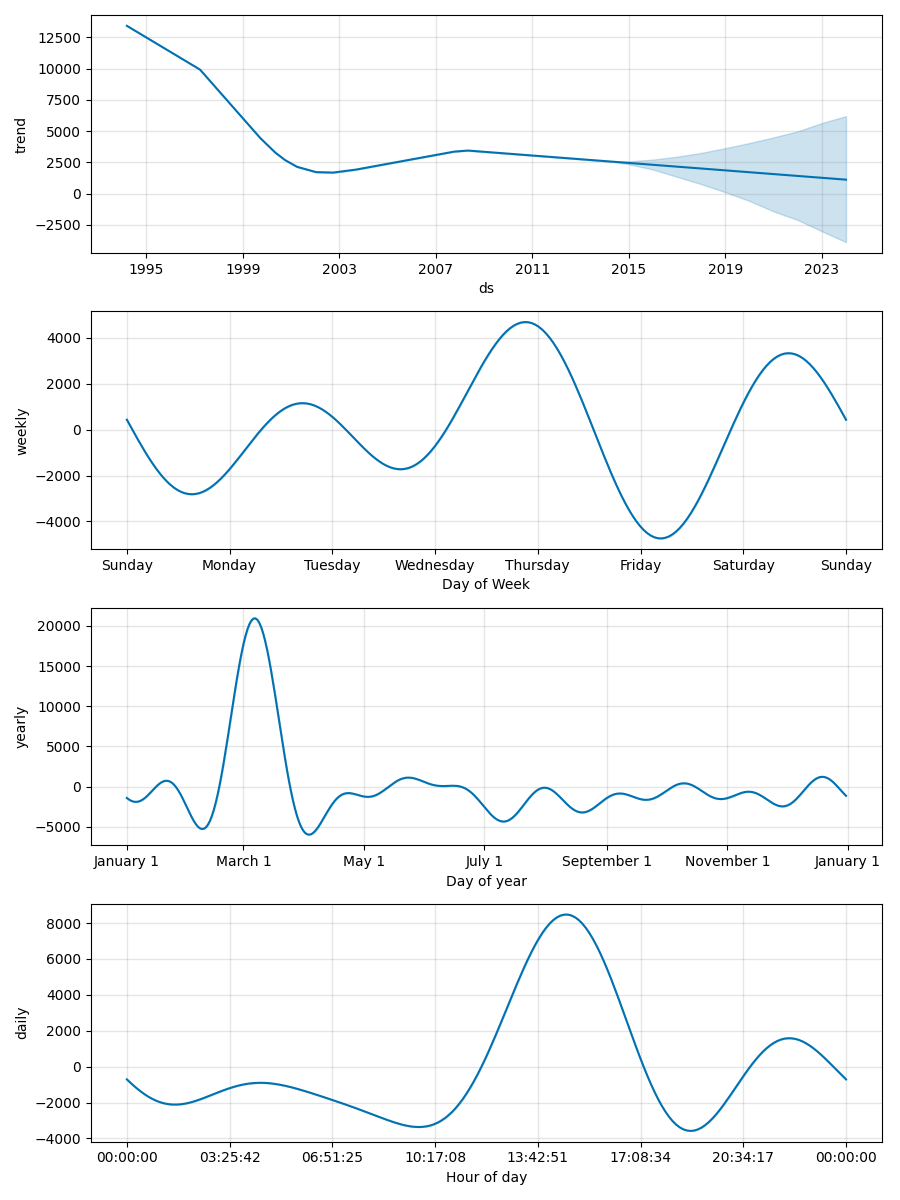 12500
10000
7500
5000
2500
0
−2500
trend
1995 1999 2003 2007 2011 2015 2019 2023
ds
4000
2000
0
−2000
−4000
weekly
Sunday Monday Tuesday Wednesday Thursday Friday Saturday Sunday
Day of Week
20000
15000
10000
5000
0
−5000
yearly
January 1 March 1 May 1 July 1 September 1 November 1 January 1
Day of year
8000
6000
4000
2000
0
−2000
−4000
daily
00:00:00 03:25:42 06:51:25 10:17:08 13:42:51 17:08:34 20:34:17 00:00:00
Hour of day